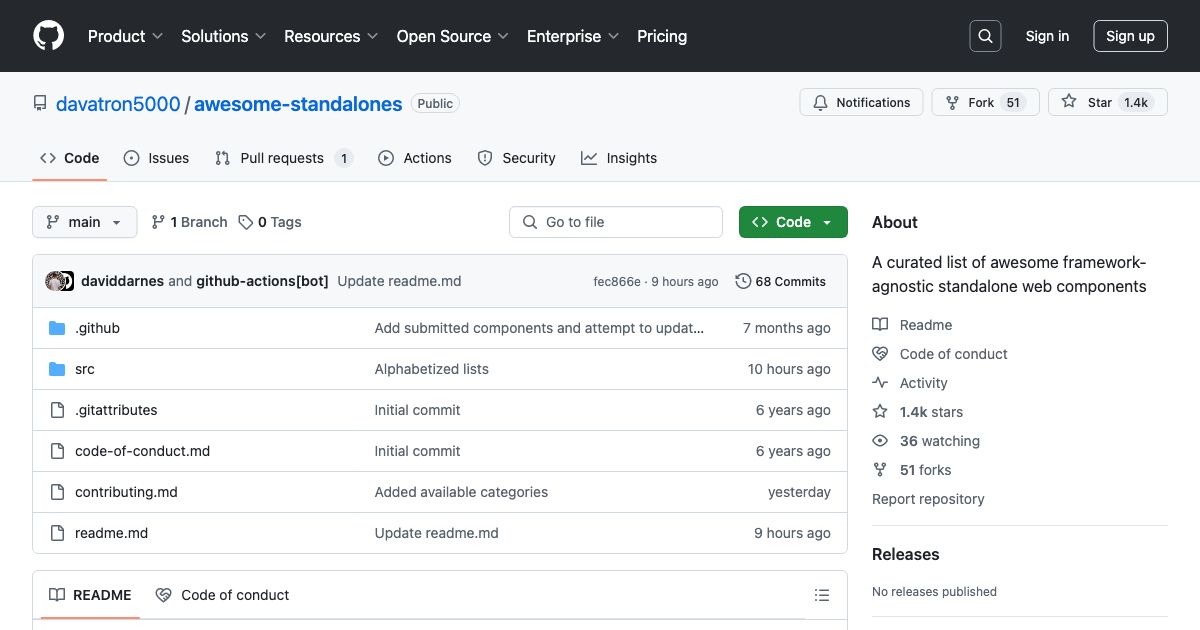 Product Solutions Resources Open Source Enterprise Pricing Sign in Sign up
davatron5000/awesome-standalones Public Notifications Fork 51 Star 1.4k
Code Issues Pull requests 1 Actions Security Insights
main 1 Branch 0 Tags Go to file Code
daviddarnes and github-actions[bot] Update readme.md fec866e · 9 hours ago 68 Commits
.github Add submitted components and attempt to updat... 7 months ago
src Alphabetized lists 10 hours ago
.gitattributes Initial commit 6 years ago
code-of-conduct.md Initial commit 6 years ago
contributing.md Added available categories yesterday
readme.md Update readme.md 9 hours ago
README Code of conduct
About
A curated list of awesome framework-
agnostic standalone web components
Readme
Code of conduct
Activity
1.4k stars
36 watching
51 forks
Report repository
Releases
No releases published